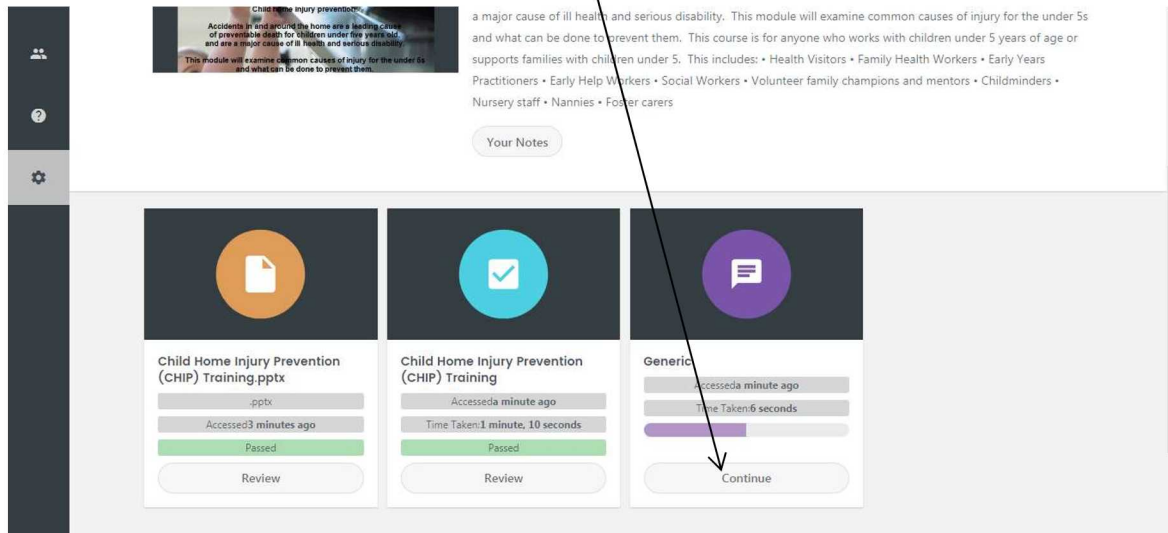 Child home injury prevention
Accidents in and around the home are a leading cause
of preventable death for children under five years old,
and are a major cause of ill health and serious disability.
This module will examine common causes of injury for the under 5s
and what can be done to prevent them.
a major cause of ill health and serious disability. This module will examine common causes of injury for the under 5s
and what can be done to prevent them. This course is for anyone who works with children under 5 years of age or
supports families with children under 5. This includes: • Health Visitors • Family Health Workers • Early Years
Practitioners • Early Help Workers • Social Workers • Volunteer family champions and mentors • Childminders •
Nursery staff • Nannies • Foster carers
Your Notes
Child Home Injury Prevention
(CHIP) Training.pptx
.pptx
Accessed3 minutes ago
Passed
Review
Child Home Injury Prevention
(CHIP) Training
Accesseda minute ago
Time Taken:1 minute, 10 seconds
Passed
Review
Generic
Accesseda minute ago
Time Taken:6 seconds
Continue